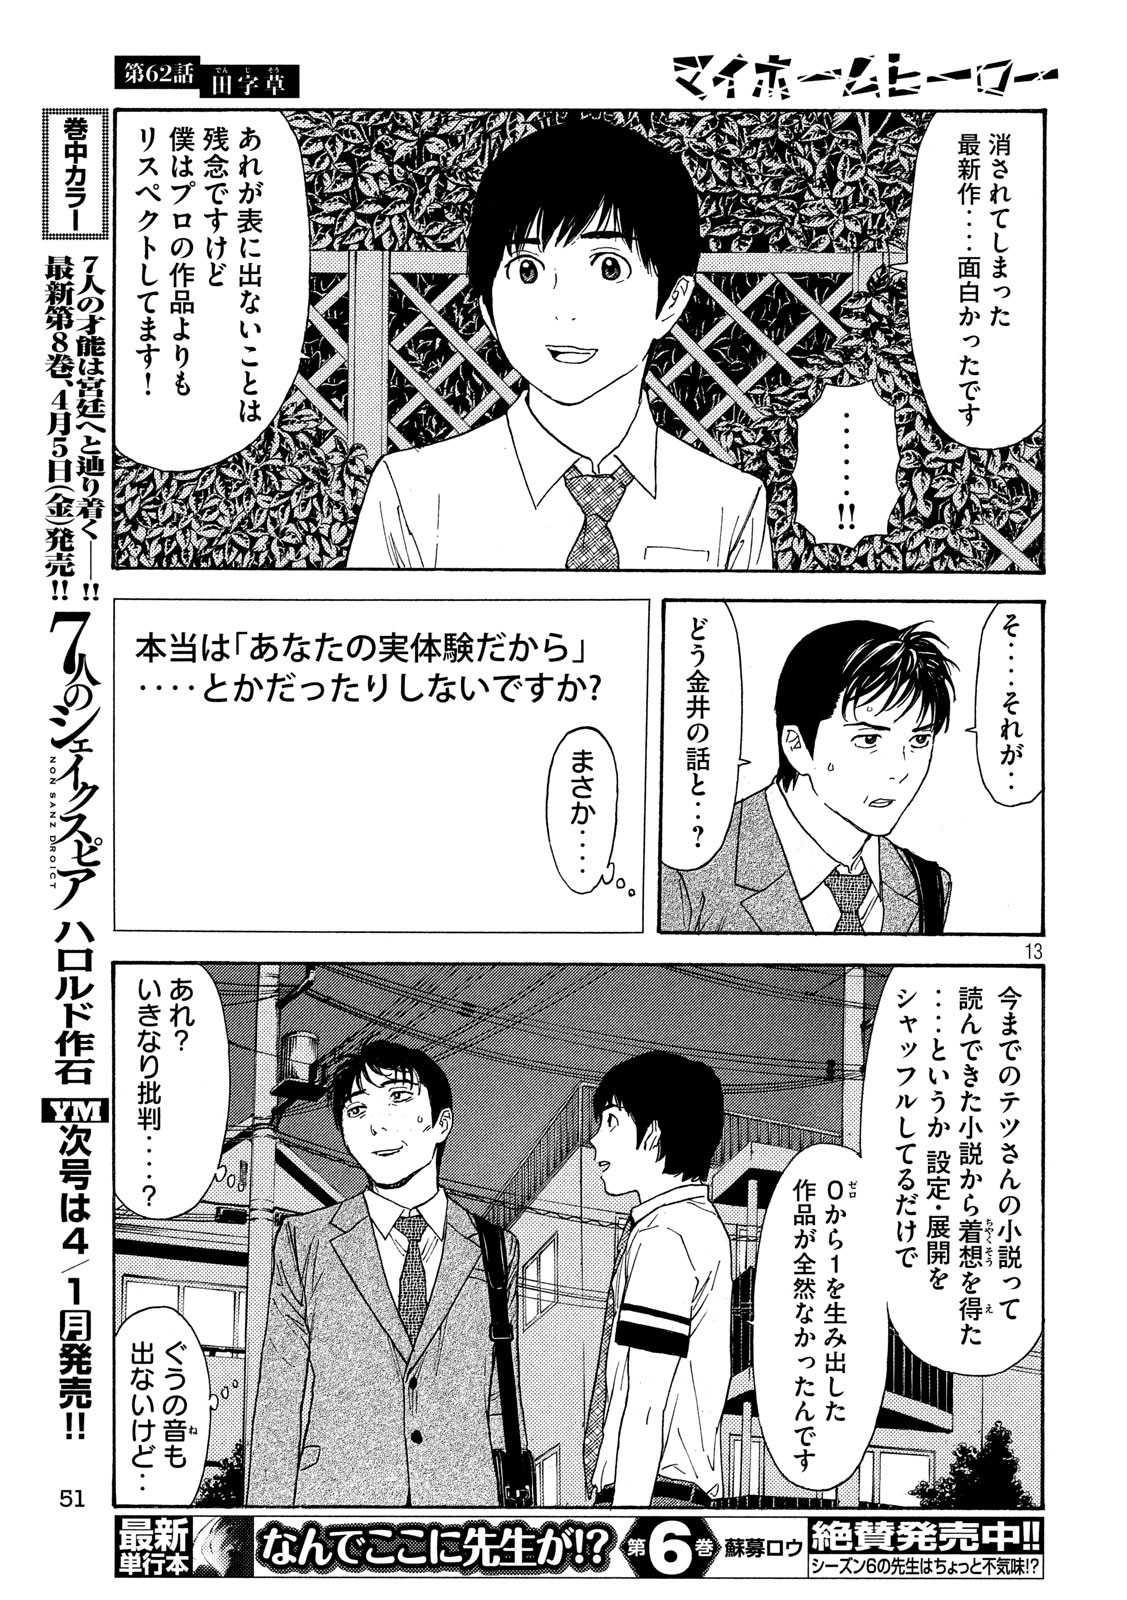 第62話
田字草
でんじそう
マイホームヒーロー
消されてしまった
最新作‥‥面白かったです
‥‥‥!!
あれが表に出ないことは
残念ですけど
僕はプロの作品よりも
リスペクトしてます!
そ‥‥それが‥
どう金井の話と‥?
本当は「あなたの実体験だから」
‥‥とかだったりしないですか?
まさか‥‥
13
今までのテツさんの小説って
読んできた小説から着想を得た
ちゃくそう
え
‥‥というか 設定・展開を
シャッフルしてるだけで
0から1を生み出した
ゼロ
作品が全然なかったんです
あれ?
いきなり批判‥‥?
ぐうの音も
ね
出ないけど‥
巻中カラー
7人の才能は宮廷へと辿り着く――!!
最新第8巻、4月5日(金)発売!!
7人のシェイクスピア
NON SANZ DROICT
ハロルド作石
YM次号は4/1月発売!!
51
最新
単行本
なんでここに先生が!?
第6巻
蘇募ロウ
絶賛発売中!!
シーズン6の先生はちょっと不気味!?